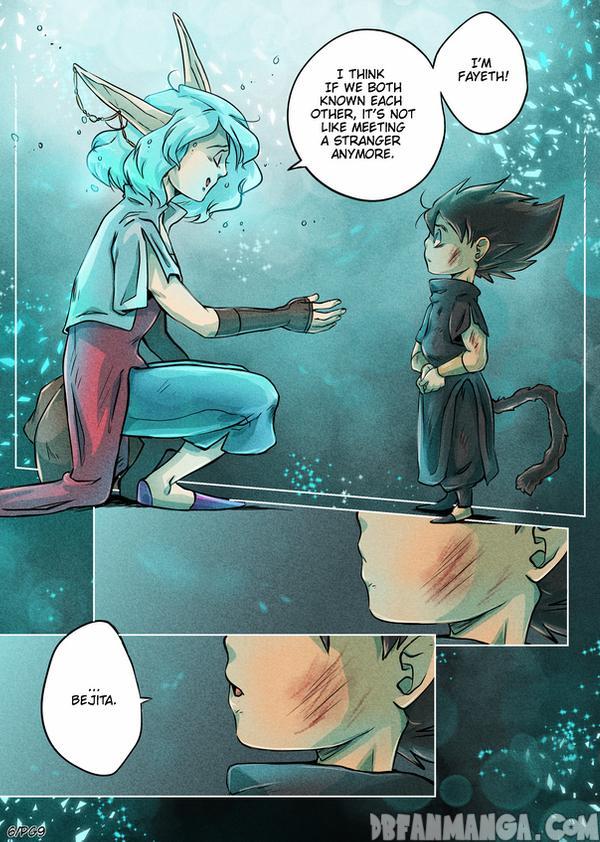 I'M
FAYETH!
I THINK
IF WE BOTH
KNOWN EACH
OTHER, IT'S NOT
LIKE MEETING
A STRANGER
ANYMORE.
...
BEJITA.
6/PG9
DBFANMANGA.COM